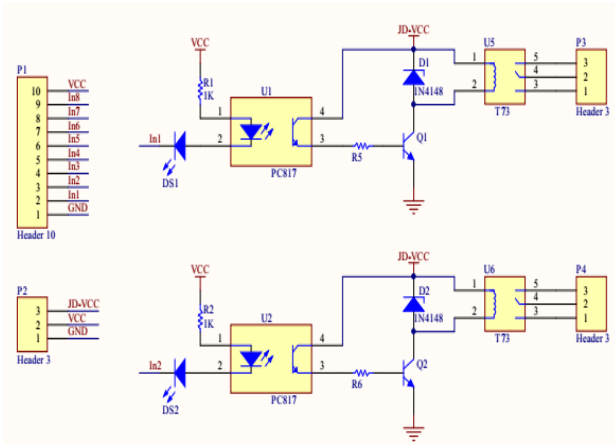 P1
10 VCC
9 In8
8 In7
7 In6
6 In5
5 In4
4 In3
3 In2
2 In1
1 GND
Header 10
VCC
R1
1K
In1
DS1
U1
1
2
4
3
PC817
R5
JD-VCC
D1
1N4148
Q1
U5
1
2
5
4
3
T73
P3
3
2
1
Header 3
P2
3 JD-VCC
2 VCC
1 GND
Header 3
VCC
R2
1K
In2
DS2
U2
1
2
4
3
PC817
R6
JD-VCC
D2
1N4148
Q2
U6
1
2
5
4
3
T73
P4
3
2
1
Header 3